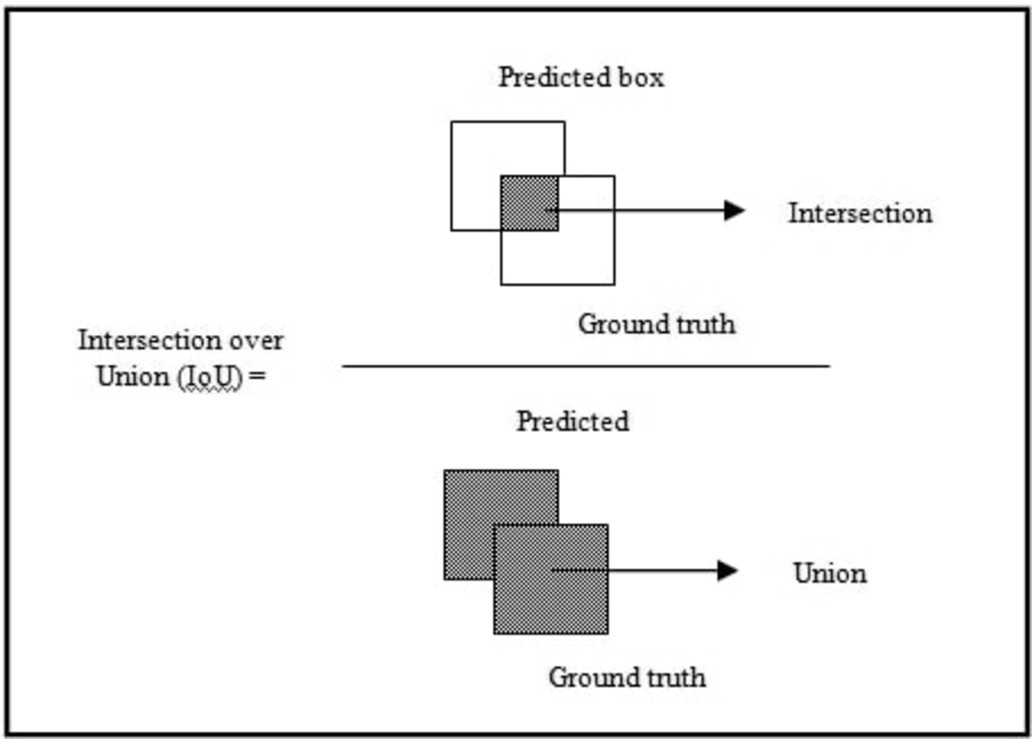 Predicted box
Intersection
Ground truth
Intersection over
Union (IoU) =
Predicted
Union
Ground truth